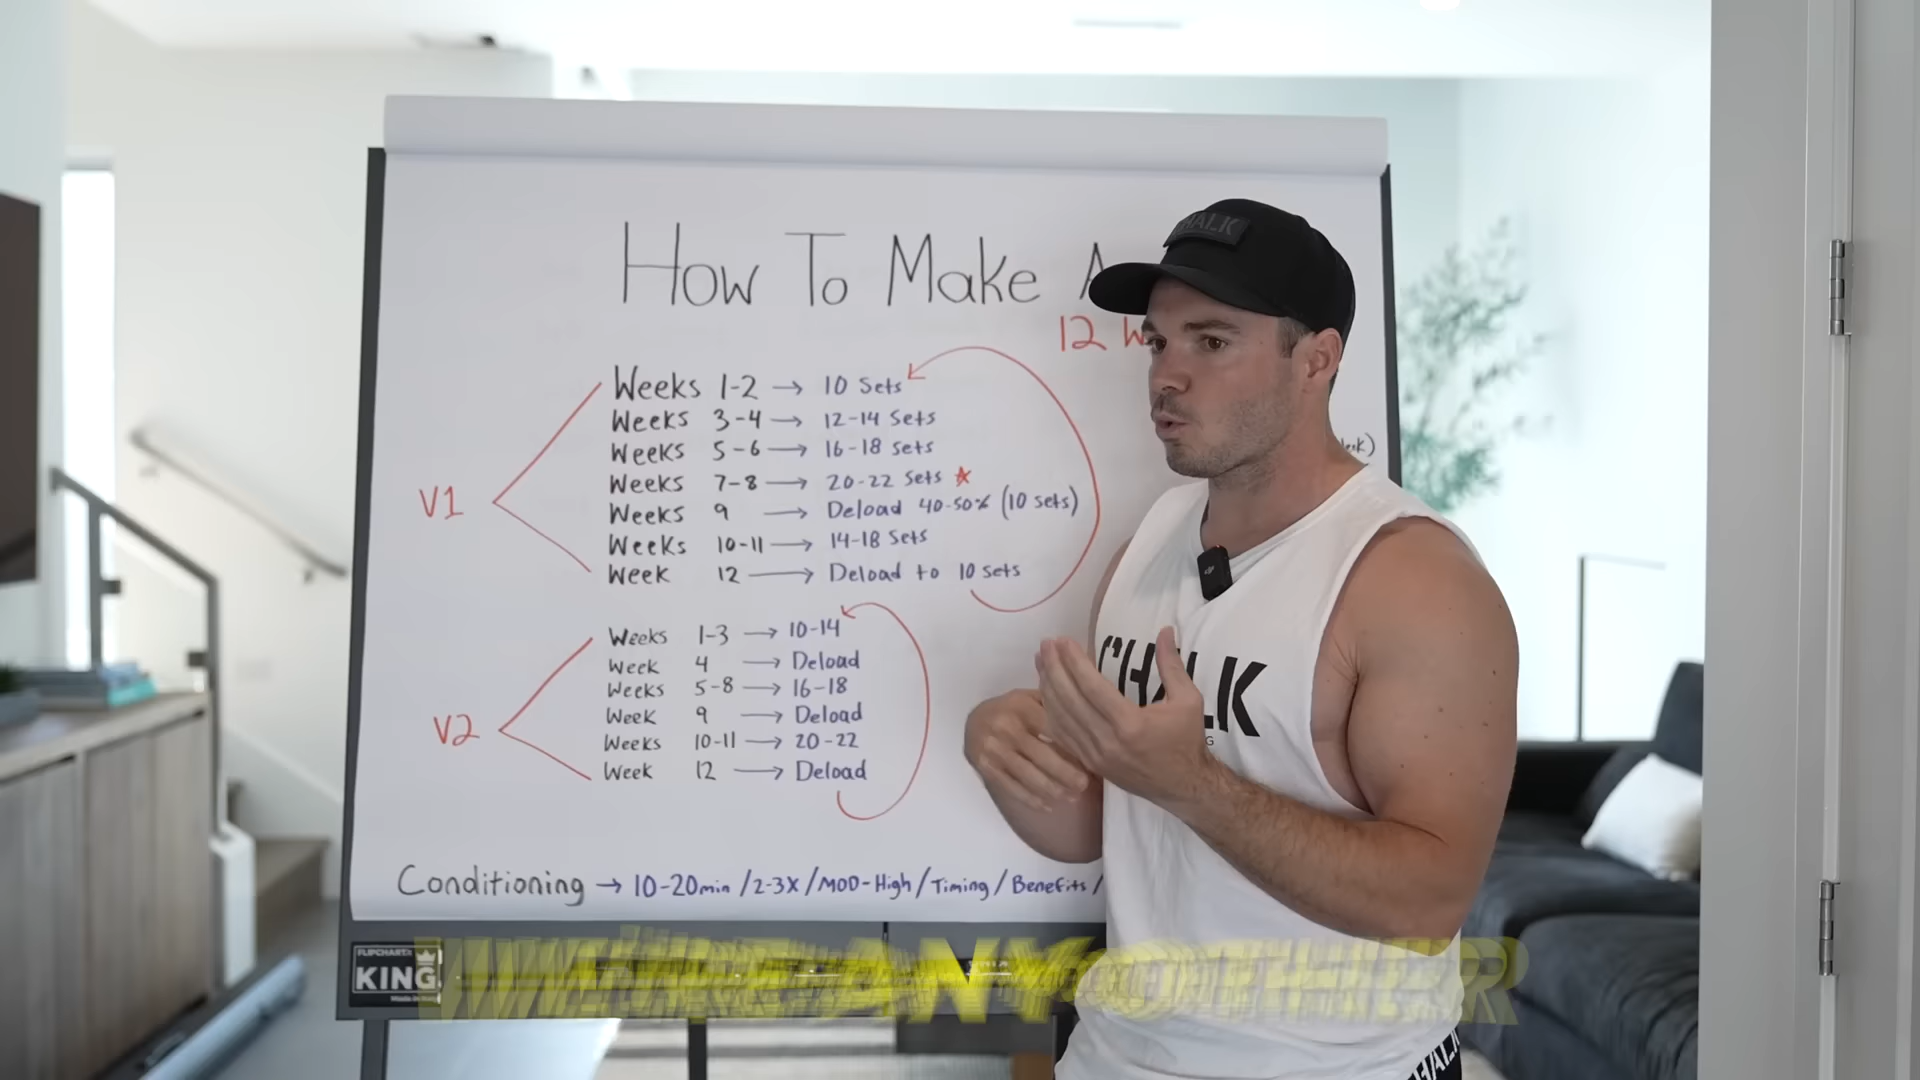 How To Make A
12 W
Weeks 1-2 → 10 Sets
Weeks 3-4 → 12-14 Sets
Weeks 5-6 → 16-18 Sets
Weeks 7-8 → 20-22 Sets ★
Weeks 9 → Deload 40-50% (10 sets)
Weeks 10-11 → 14-18 Sets
Week 12 → Deload to 10 sets
V1
Weeks 1-3 → 10-14
Week 4 → Deload
Weeks 5-8 → 16-18
Week 9 → Deload
Weeks 10-11 → 20-22
Week 12 → Deload
V2
Conditioning → 10-20min /2-3X/MOD-High/Timing/Benefits/
FLIPCHART
KING
CHALK
CHALK